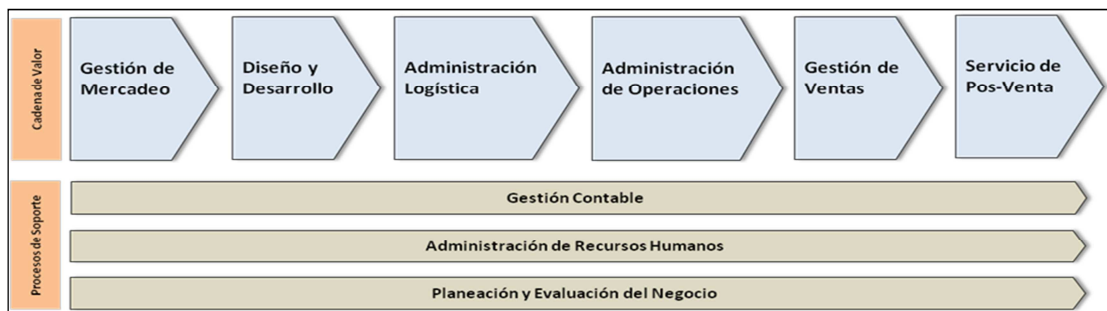 Cadena de Valor
Gestión de
Mercadeo
Diseño y
Desarrollo
Administración
Logística
Administración
de Operaciones
Gestión de
Ventas
Servicio de
Pos-Venta
Procesos de Soporte
Gestión Contable
Administración de Recursos Humanos
Planeación y Evaluación del Negocio